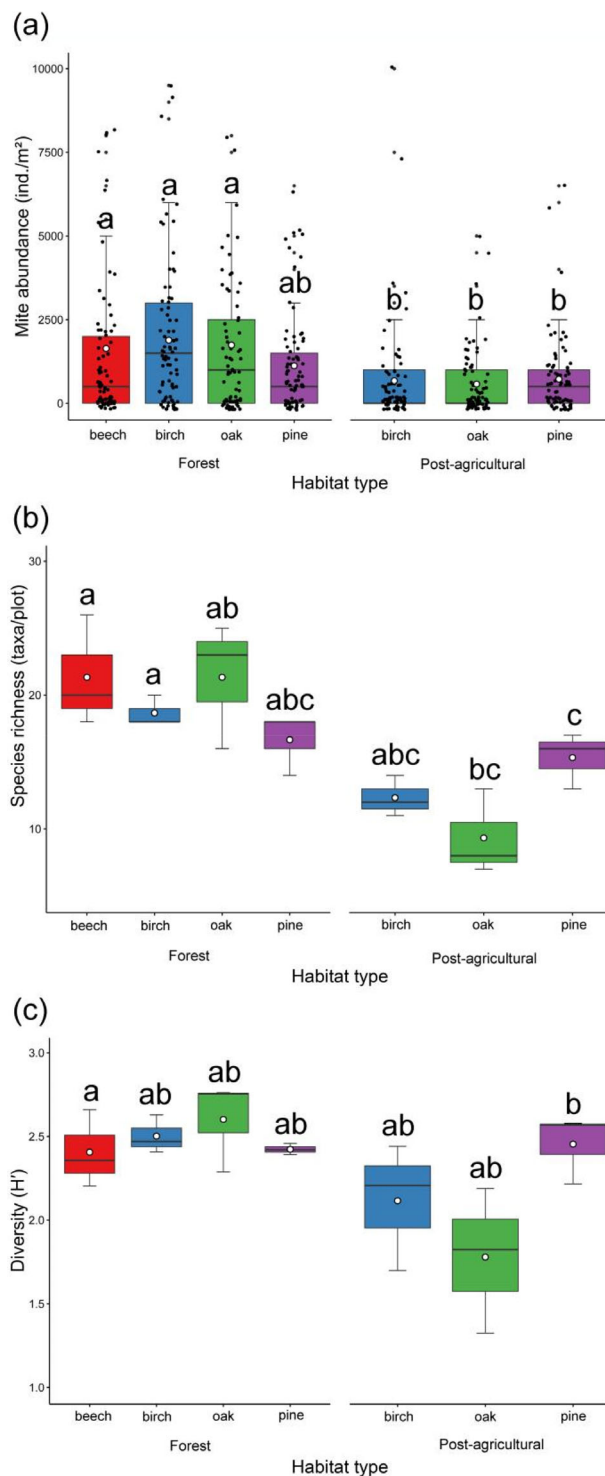 (a)
Mite abundance (ind./m²)
10000
7500
5000
2500
0
a
a
a
ab
b
b
b
beech
birch
oak
pine
birch
oak
pine
Forest
Post-agricultural
Habitat type
(b)
Species richness (taxa/plot)
30
20
10
a
a
ab
abc
abc
bc
c
beech
birch
oak
pine
birch
oak
pine
Forest
Post-agricultural
Habitat type
(c)
Diversity (H')
3.0
2.5
2.0
1.5
1.0
a
ab
ab
ab
ab
ab
b
beech
birch
oak
pine
birch
oak
pine
Forest
Post-agricultural
Habitat type